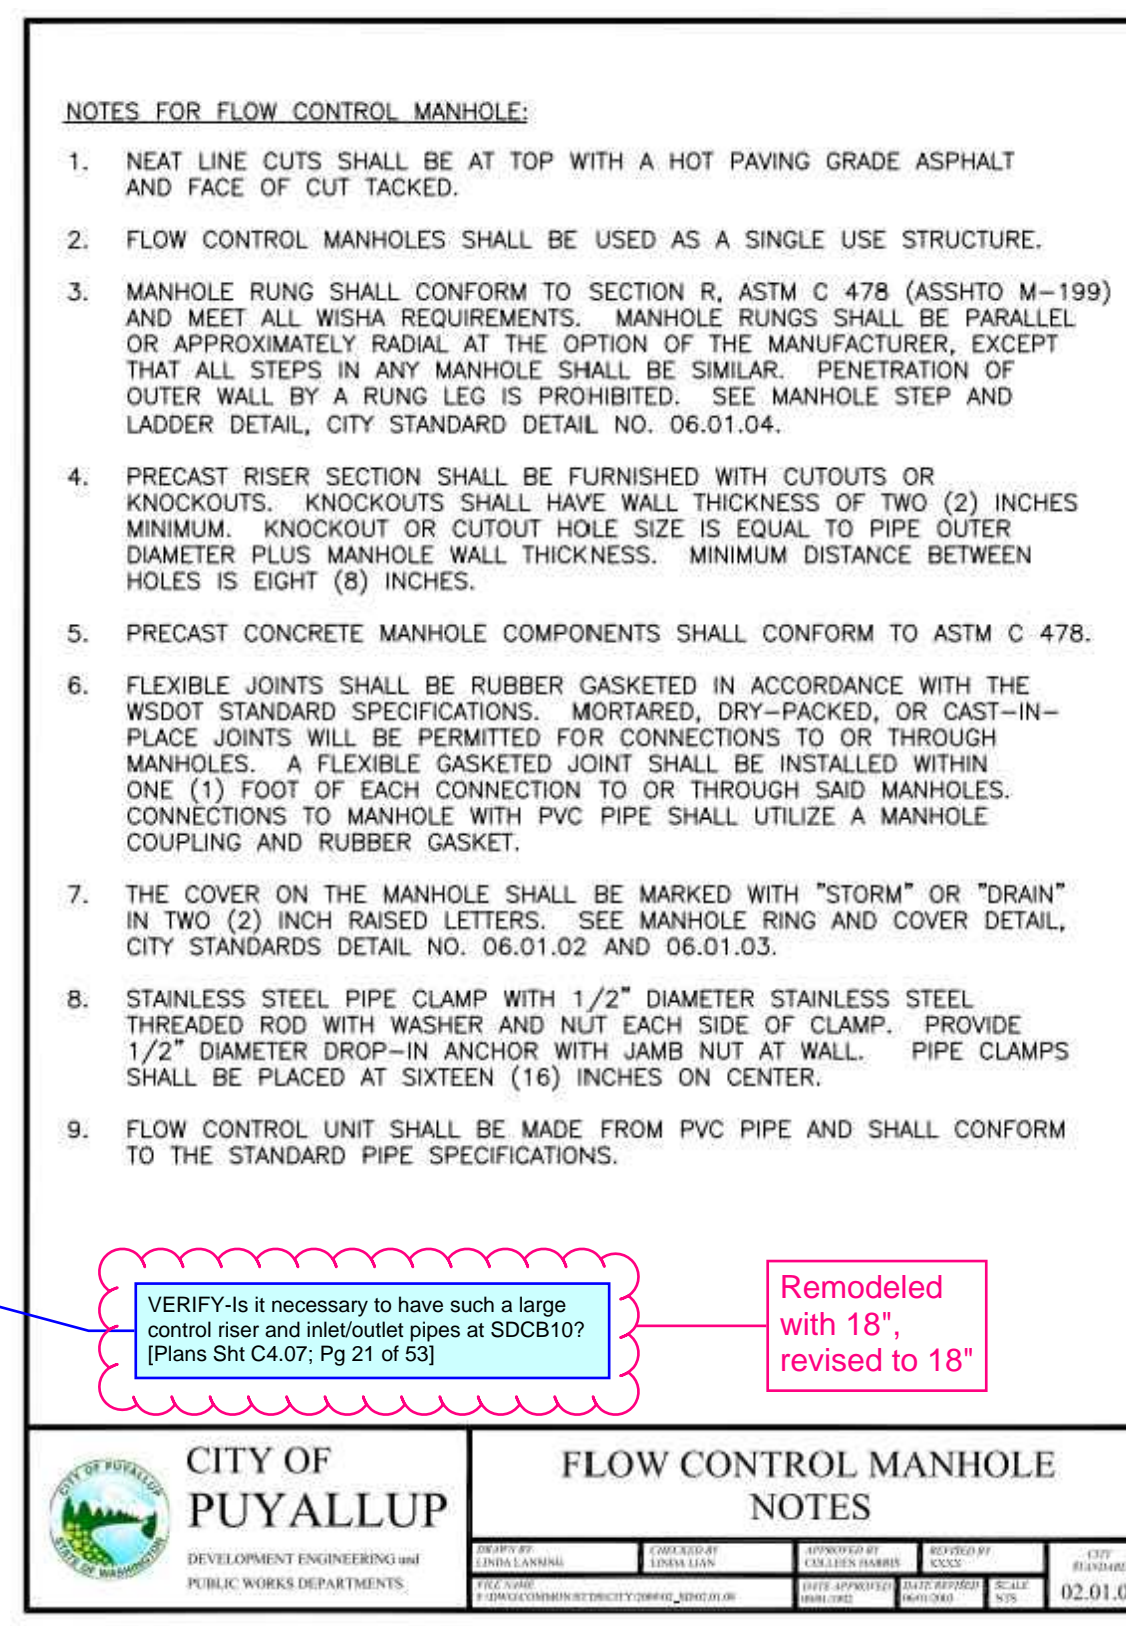 NOTES FOR FLOW CONTROL MANHOLE:
1. NEAT LINE CUTS SHALL BE AT TOP WITH A HOT PAVING GRADE ASPHALT
AND FACE OF CUT TACKED.
2. FLOW CONTROL MANHOLES SHALL BE USED AS A SINGLE USE STRUCTURE.
3. MANHOLE RUNG SHALL CONFORM TO SECTION R, ASTM C 478 (ASSHTO M-199)
AND MEET ALL WISHA REQUIREMENTS. MANHOLE RUNGS SHALL BE PARALLEL
OR APPROXIMATELY RADIAL AT THE OPTION OF THE MANUFACTURER, EXCEPT
THAT ALL STEPS IN ANY MANHOLE SHALL BE SIMILAR. PENETRATION OF
OUTER WALL BY A RUNG LEG IS PROHIBITED. SEE MANHOLE STEP AND
LADDER DETAIL, CITY STANDARD DETAIL NO. 06.01.04.
4. PRECAST RISER SECTION SHALL BE FURNISHED WITH CUTOUTS OR
KNOCKOUTS. KNOCKOUTS SHALL HAVE WALL THICKNESS OF TWO (2) INCHES
MINIMUM. KNOCKOUT OR CUTOUT HOLE SIZE IS EQUAL TO PIPE OUTER
DIAMETER PLUS MANHOLE WALL THICKNESS. MINIMUM DISTANCE BETWEEN
HOLES IS EIGHT (8) INCHES.
5. PRECAST CONCRETE MANHOLE COMPONENTS SHALL CONFORM TO ASTM C 478.
6. FLEXIBLE JOINTS SHALL BE RUBBER GASKETED IN ACCORDANCE WITH THE
WSDOT STANDARD SPECIFICATIONS. MORTARED, DRY-PACKED, OR CAST-IN-
PLACE JOINTS WILL BE PERMITTED FOR CONNECTIONS TO OR THROUGH
MANHOLES. A FLEXIBLE GASKETED JOINT SHALL BE INSTALLED WITHIN
ONE (1) FOOT OF EACH CONNECTION TO OR THROUGH SAID MANHOLES.
CONNECTIONS TO MANHOLE WITH PVC PIPE SHALL UTILIZE A MANHOLE
COUPLING AND RUBBER GASKET.
7. THE COVER ON THE MANHOLE SHALL BE MARKED WITH "STORM" OR "DRAIN"
IN TWO (2) INCH RAISED LETTERS. SEE MANHOLE RING AND COVER DETAIL,
CITY STANDARDS DETAIL NO. 06.01.02 AND 06.01.03.
8. STAINLESS STEEL PIPE CLAMP WITH 1/2" DIAMETER STAINLESS STEEL
THREADED ROD WITH WASHER AND NUT EACH SIDE OF CLAMP. PROVIDE
1/2" DIAMETER DROP-IN ANCHOR WITH JAMB NUT AT WALL. PIPE CLAMPS
SHALL BE PLACED AT SIXTEEN (16) INCHES ON CENTER.
9. FLOW CONTROL UNIT SHALL BE MADE FROM PVC PIPE AND SHALL CONFORM
TO THE STANDARD PIPE SPECIFICATIONS.
VERIFY-Is it necessary to have such a large
control riser and inlet/outlet pipes at SDCB10?
[Plans Sht C4.07; Pg 21 of 53]
Remodeled
with 18",
revised to 18"
CITY OF PUYALLUP
STATE OF WASHINGTON
CITY OF
PUYALLUP
DEVELOPMENT ENGINEERING and
PUBLIC WORKS DEPARTMENTS
FLOW CONTROL MANHOLE
NOTES
DRAWN BY
LINDA LANNING
CHECKED BY
LINDA LIAN
APPROVED BY
COLLEEN HARRIS
REVISED BY
XXXX
CITY
FILE NAME
DATE APPROVED
DATE REVISED
06/01/2003
SCALE
NTS
02.01.0